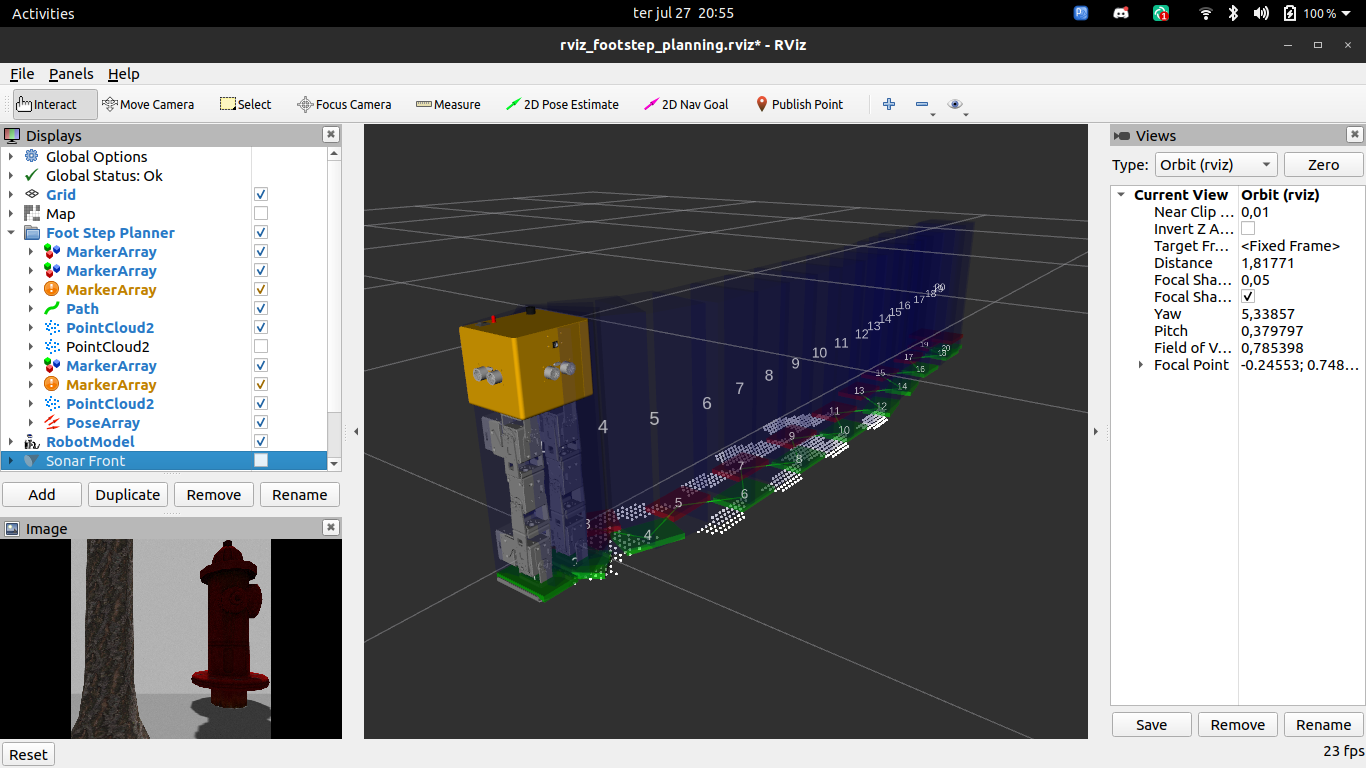 Activities
ter jul 27 20:55
1
100 %
rviz_footstep_planning.rviz* - RViz
File Panels Help
Interact Move Camera Select Focus Camera Measure 2D Pose Estimate 2D Nav Goal Publish Point
Displays
Global Options
Global Status: Ok
Grid
Map
Foot Step Planner
MarkerArray
MarkerArray
MarkerArray
Path
PointCloud2
PointCloud2
MarkerArray
MarkerArray
PointCloud2
PoseArray
RobotModel
Sonar Front
Add Duplicate Remove Rename
Image
Reset
4 5 6 7 8 9 10 11 12 13 14 15 16 17 18 19 20
3 4 5 6 7 8 9 10 11 12 13 14 15 16 17 18 19 20
Views
Type: Orbit (rviz) Zero
Current View Orbit (rviz)
Near Clip ... 0,01
Invert Z A...
Target Fr... <Fixed Frame>
Distance 1,81771
Focal Sha... 0,05
Focal Sha...
Yaw 5,33857
Pitch 0,379797
Field of V... 0,785398
Focal Point -0.24553; 0.748...
Save Remove Rename
23 fps